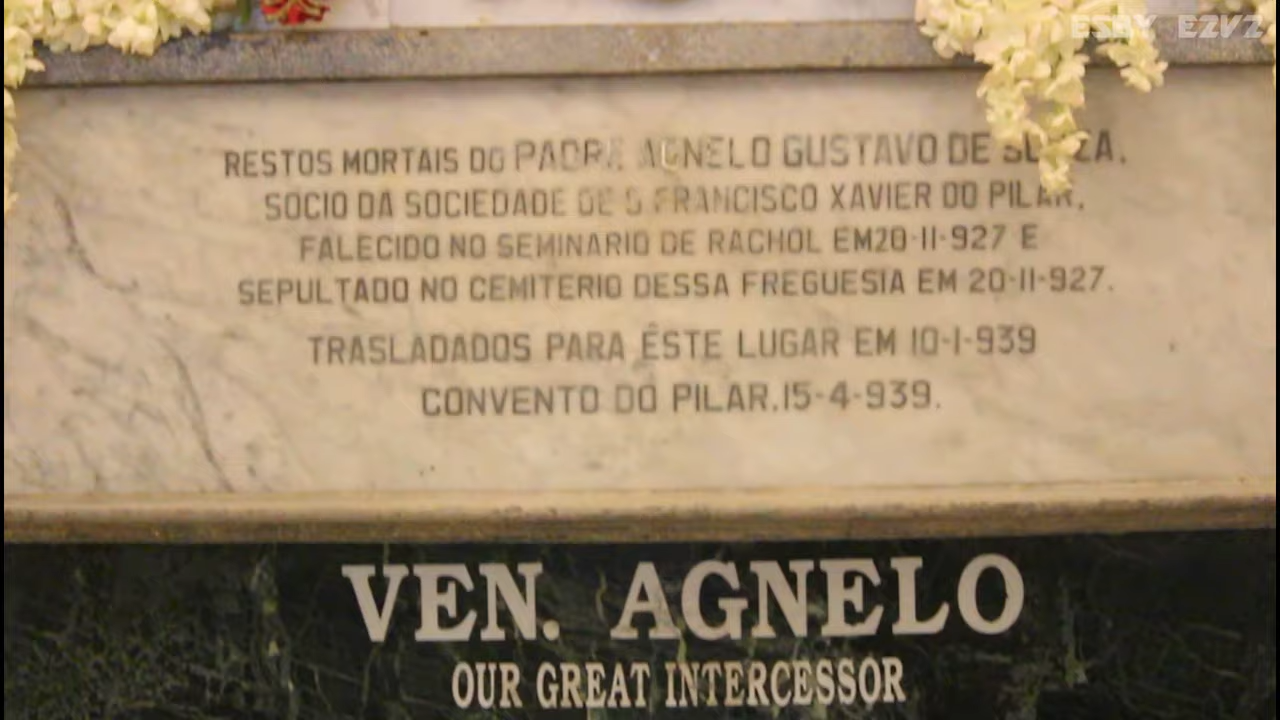 ESBY E2V2
RESTOS MORTAIS DO PADRE AGNELO GUSTAVO DE SOUZA.
SOCIO DA SOCIEDADE DE S FRANCISCO XAVIER DO PILAR,
FALECIDO NO SEMINARIO DE RACHOL EM20-11-927 E
SEPULTADO NO CEMITERIO DESSA FREGUESIA EM 20-11-927.
TRASLADADOS PARA ÊSTE LUGAR EM 10-1-939
CONVENTO DO PILAR.15-4-939.
VEN. AGNELO
OUR GREAT INTERCESSOR